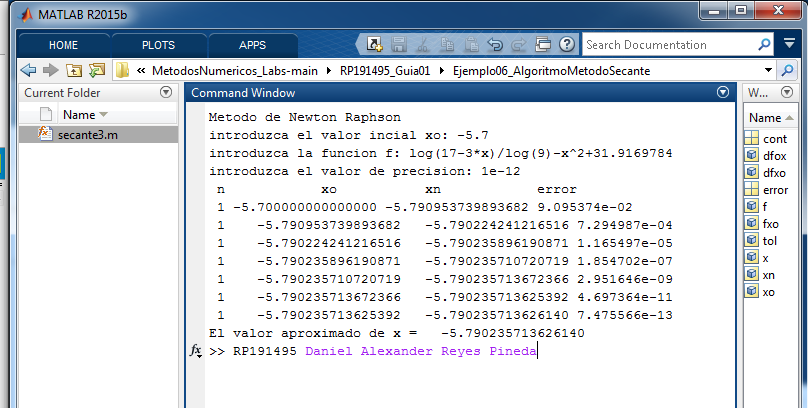 MATLAB R2015b
HOME PLOTS APPS Search Documentation
« MetodosNumericos_Labs-main ▸ RP191495_Guia01 ▸ Ejemplo06_AlgoritmoMetodoSecante
Current Folder
Name
secante3.m
Command Window
Metodo de Newton Raphson
introduzca el valor incial xo: -5.7
introduzca la funcion f: log(17-3*x)/log(9)-x^2+31.9169784
introduzca el valor de precision: 1e-12
n xo xn error
1 -5.700000000000000 -5.790953739893682 9.095374e-02
1 -5.790953739893682 -5.790224241216516 7.294987e-04
1 -5.790224241216516 -5.790235896190871 1.165497e-05
1 -5.790235896190871 -5.790235710720719 1.854702e-07
1 -5.790235710720719 -5.790235713672366 2.951646e-09
1 -5.790235713672366 -5.790235713625392 4.697364e-11
1 -5.790235713625392 -5.790235713626140 7.475566e-13
El valor aproximado de x = -5.790235713626140
fx >> RP191495 Daniel Alexander Reyes Pineda
W...
Name
cont
dfox
dfxo
error
f
fxo
tol
x
xn
xo